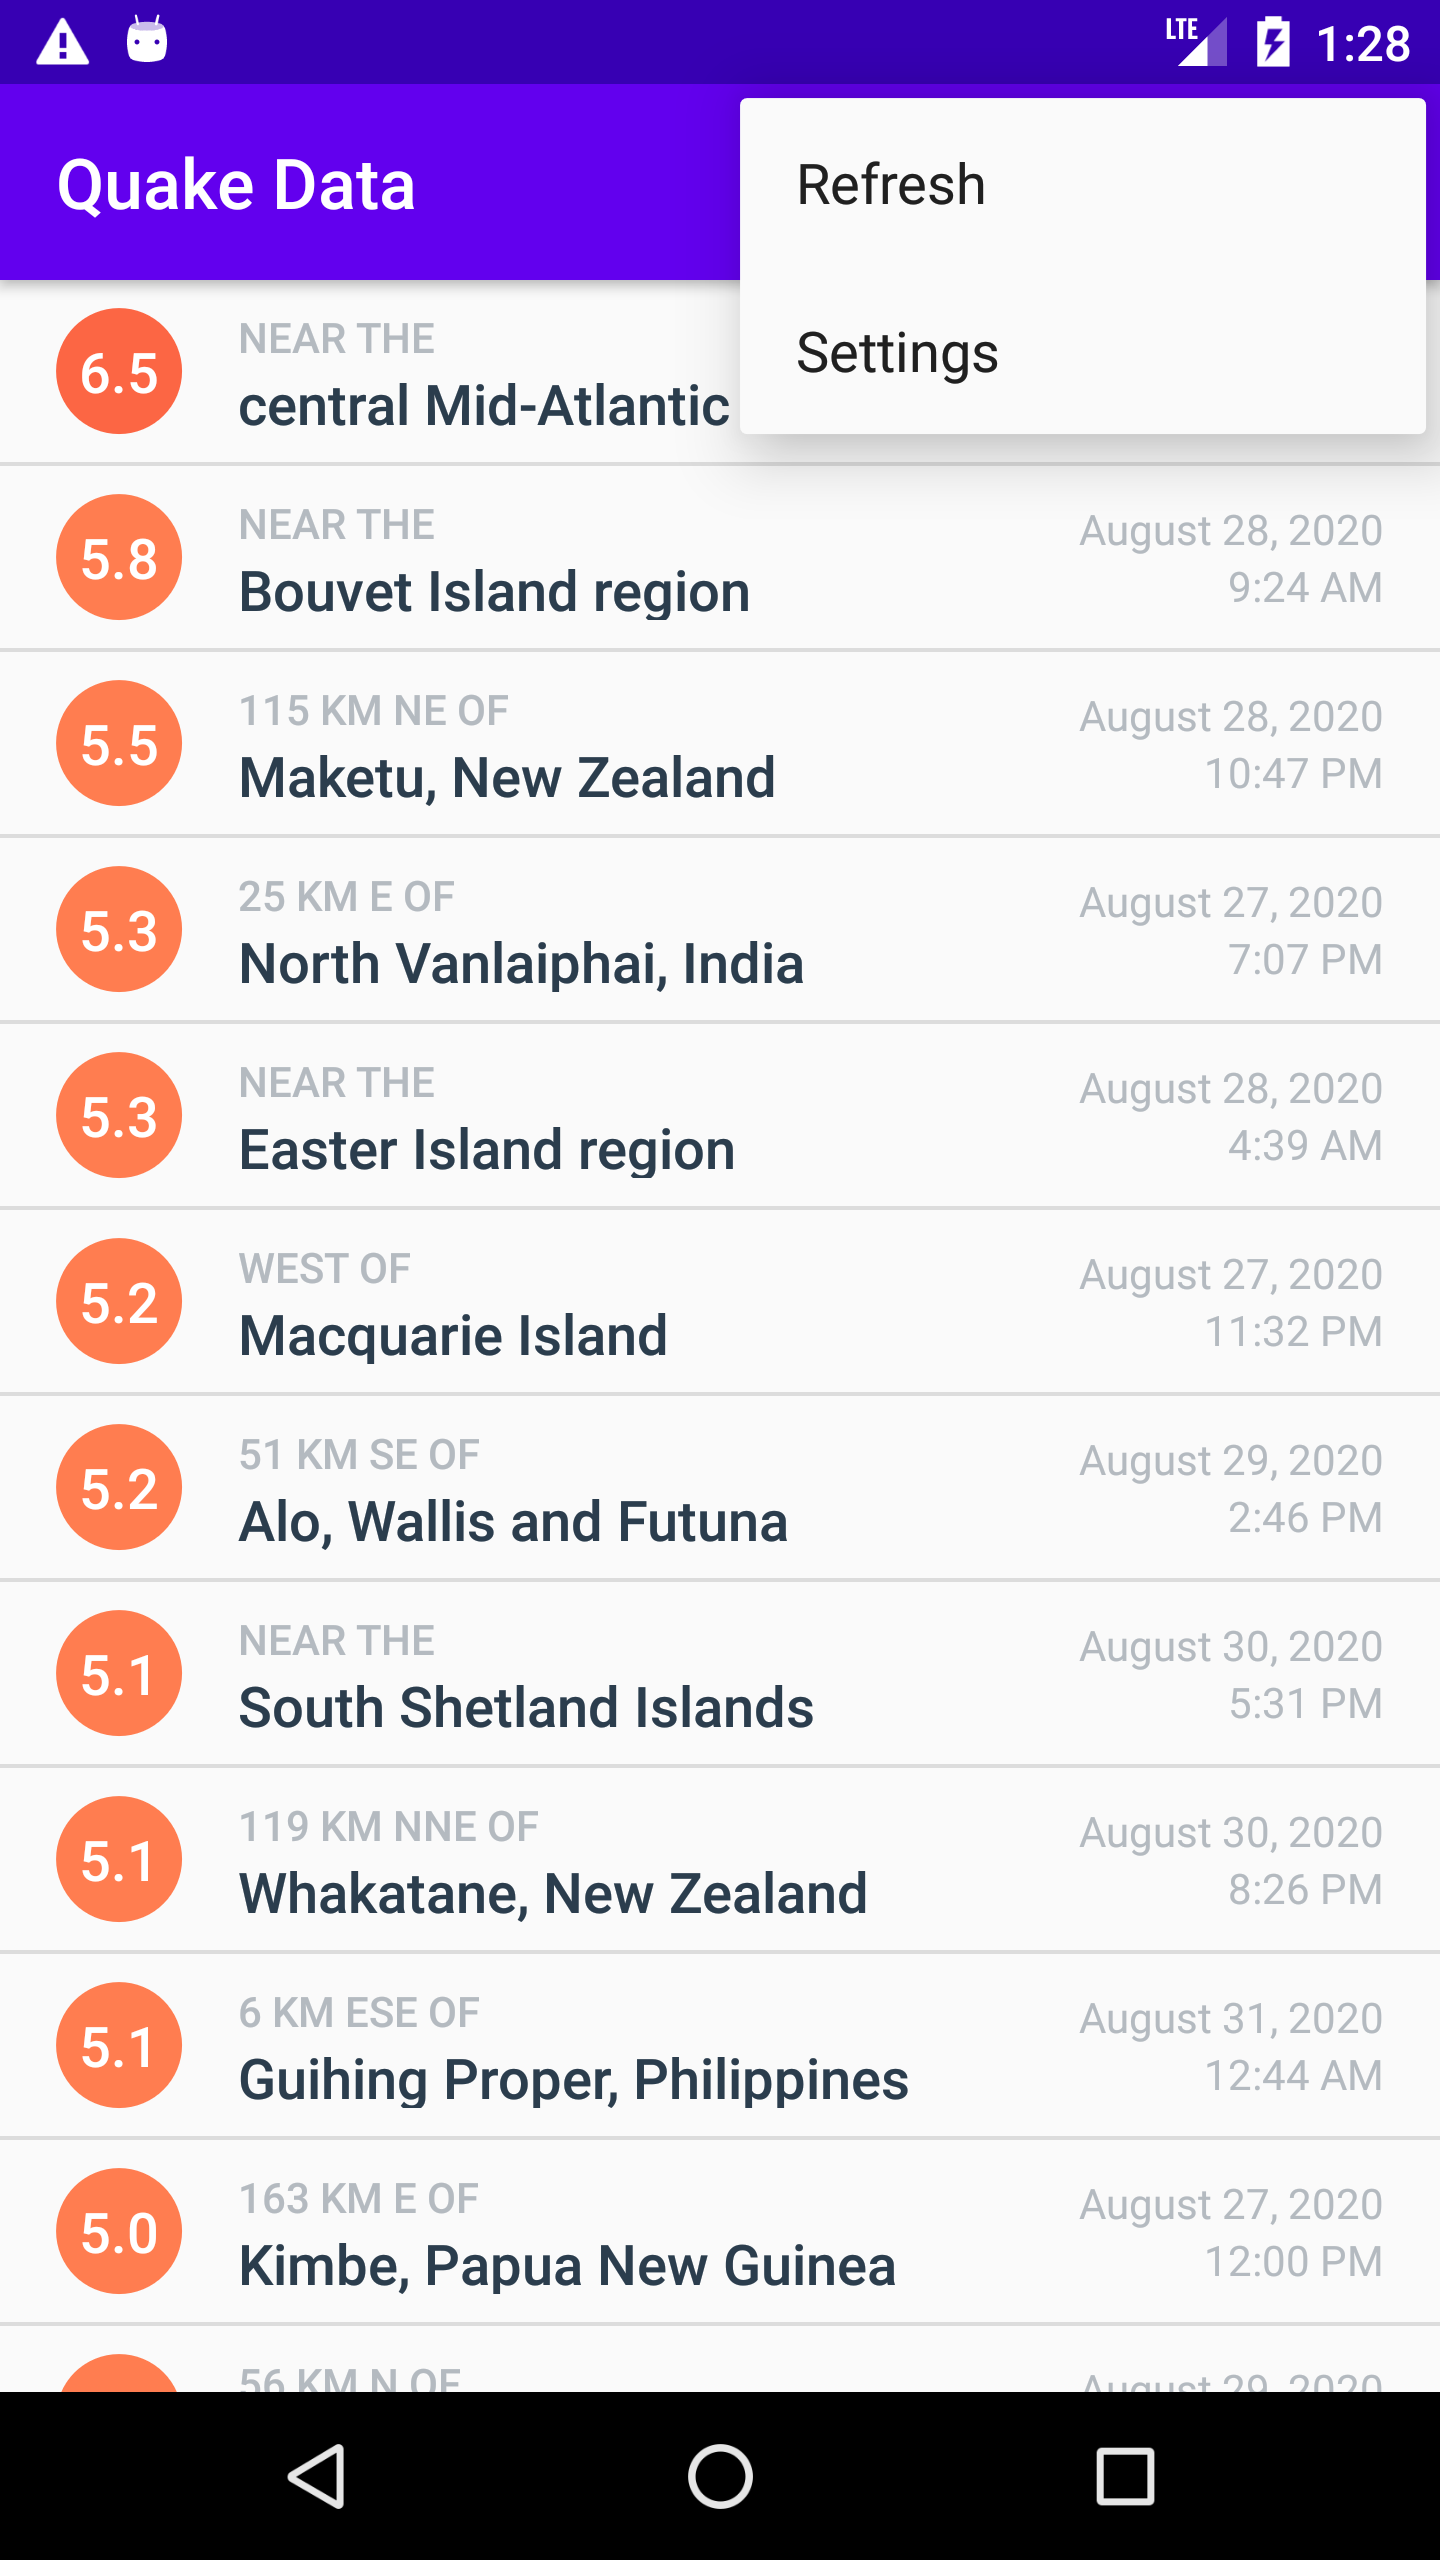 LTE 1:28
Quake Data
Refresh
Settings
6.5
NEAR THE
central Mid-Atlantic
5.8
NEAR THE
Bouvet Island region
August 28, 2020
9:24 AM
5.5
115 KM NE OF
Maketu, New Zealand
August 28, 2020
10:47 PM
5.3
25 KM E OF
North Vanlaiphai, India
August 27, 2020
7:07 PM
5.3
NEAR THE
Easter Island region
August 28, 2020
4:39 AM
5.2
WEST OF
Macquarie Island
August 27, 2020
11:32 PM
5.2
51 KM SE OF
Alo, Wallis and Futuna
August 29, 2020
2:46 PM
5.1
NEAR THE
South Shetland Islands
August 30, 2020
5:31 PM
5.1
119 KM NNE OF
Whakatane, New Zealand
August 30, 2020
8:26 PM
5.1
6 KM ESE OF
Guihing Proper, Philippines
August 31, 2020
12:44 AM
5.0
163 KM E OF
Kimbe, Papua New Guinea
August 27, 2020
12:00 PM
56 KM N OF
August 29, 2020